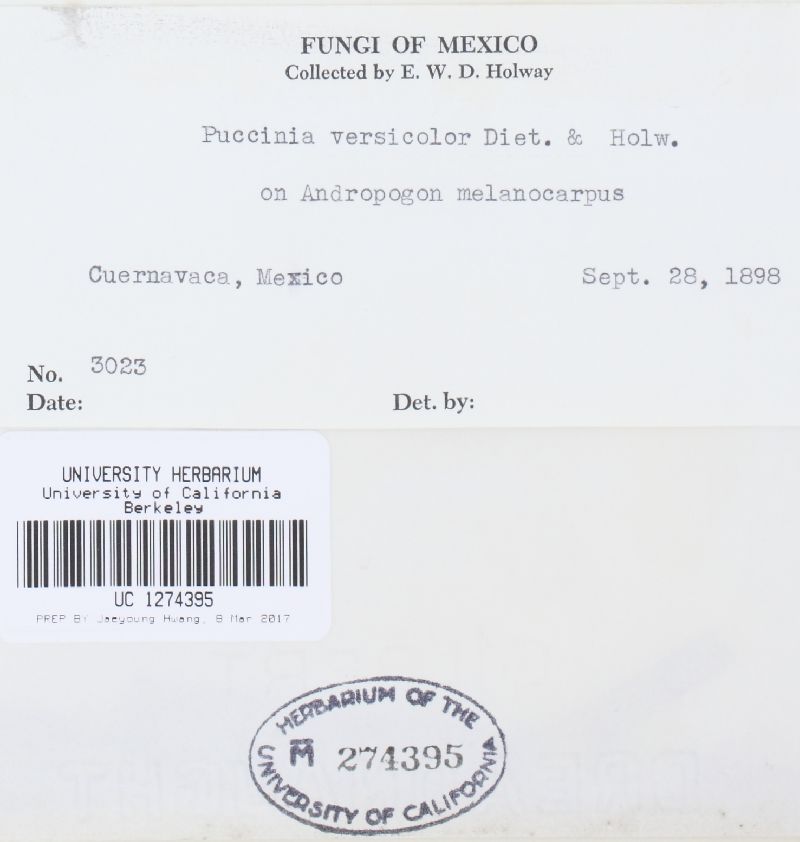 FUNGI OF MEXICO
Collected by E. W. D. Holway
Puccinia versicolor Diet. & Holw.
on Andropogon melanocarpus
Cuernavaca, Mexico Sept. 28, 1898
No. 3023
Date: Det. by:
UNIVERSITY HERBARIUM
University of California
Berkeley
UC 1274395
PREP BY Jaeyoung Hwang, 8 Mar 2017
HERBARIUM OF THE
M 274395
UNIVERSITY OF CALIFORNIA